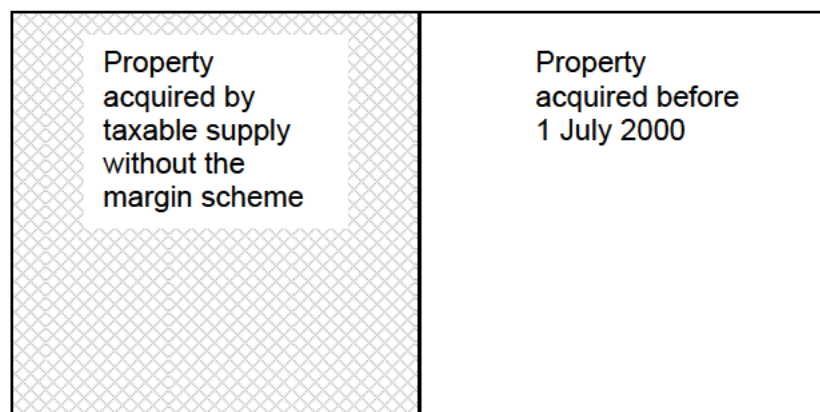 Property
acquired by
taxable supply
without the
margin scheme
Property
acquired before
1 July 2000